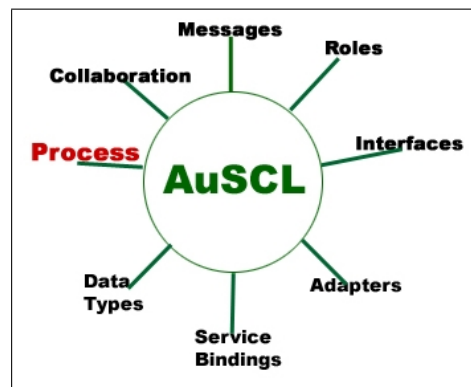 Messages
Roles
Collaboration
Process
Interfaces
AuSCL
Data
Types
Adapters
Service
Bindings